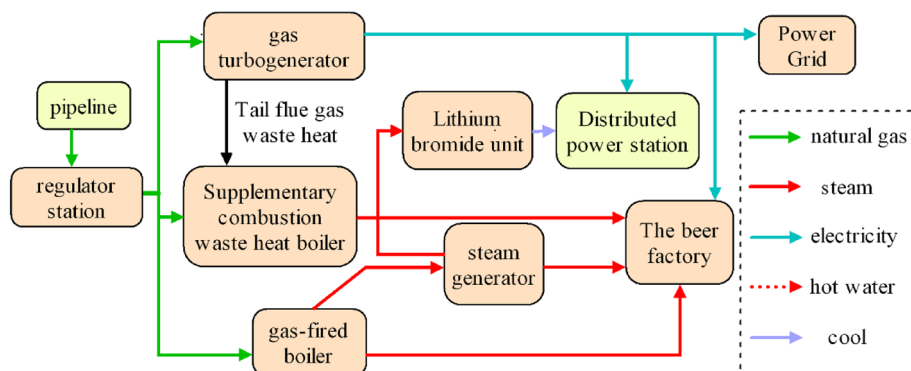 gas
turbogenerator
Power
Grid
pipeline
Tail flue gas
waste heat
Lithium
bromide unit
Distributed
power station
regulator
station
Supplementary
combustion
waste heat boiler
steam
generator
The beer
factory
gas-fired
boiler
natural gas
steam
electricity
hot water
cool